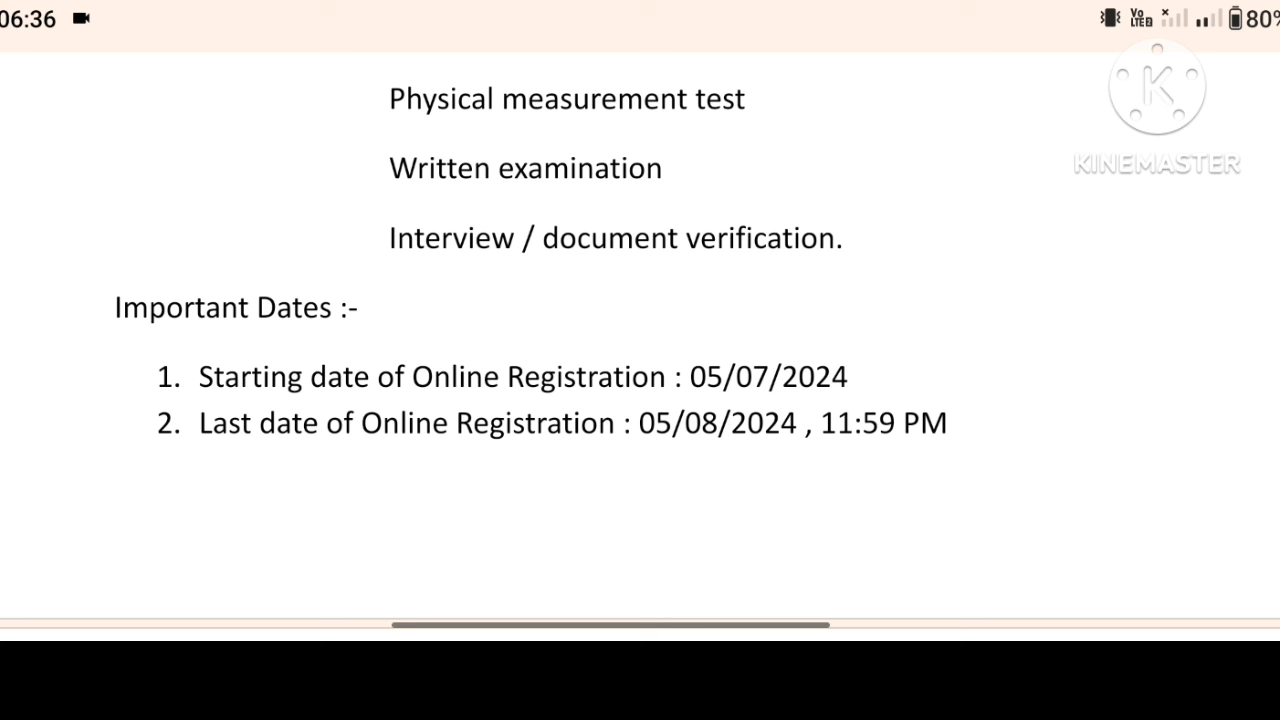 06:36
80%
K
KINEMASTER
Physical measurement test
Written examination
Interview / document verification.
Important Dates :-
1. Starting date of Online Registration : 05/07/2024
2. Last date of Online Registration : 05/08/2024 , 11:59 PM